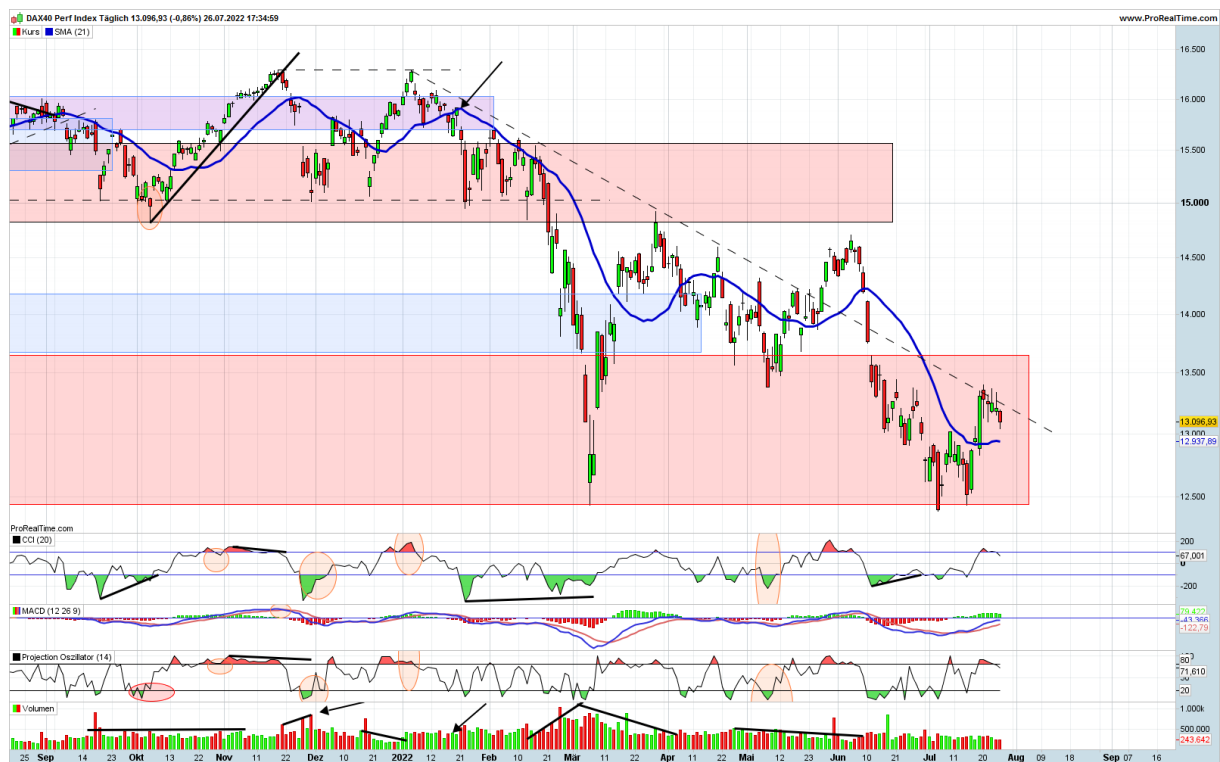 DAX40 Perf Index Täglich 13.096,93 (-0,86%) 26.07.2022 17:34:59
www.ProRealTime.com
Kurs SMA (21)
16.500
16.000
15.500
15.000
14.500
14.000
13.500
13.096,93
13.000
12.937,89
12.500
ProRealTime.com
CCI (20)
200
67,001
0
-200
MACD (12 26 9)
79,422
-43,366
-122,79
Projection Oszillator (14)
80
71,610
20
Volumen
1.000k
500.000
243.642
25 Sep 14 23 Okt 13 22 Nov 11 22 Dez 10 21 2022 12 21 Feb 10 21 Mär 11 22 Apr 11 22 Mai 12 23 Jun 10 21 Jul 11 20 Aug 09 18 Sep 07 16